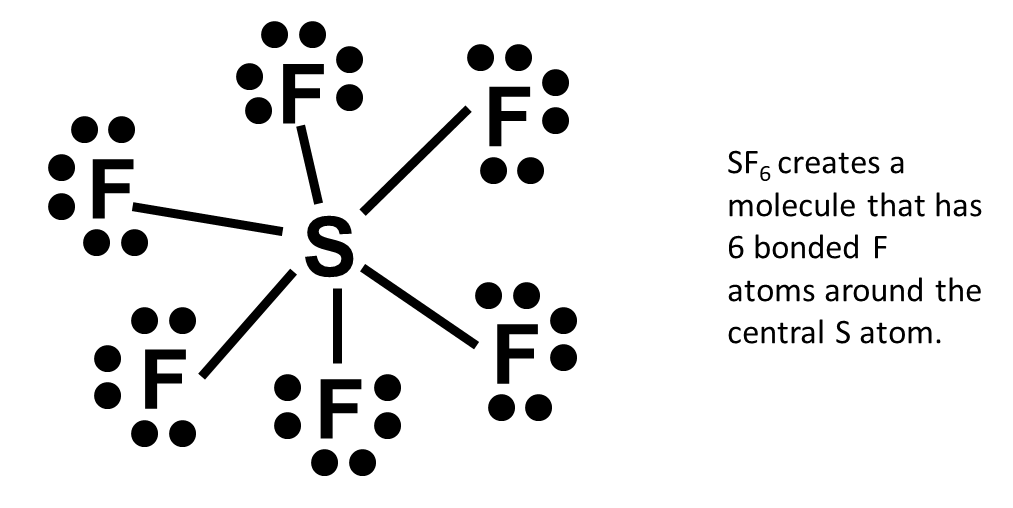 F
F
F
S
F
F
F
SF₆ creates a
molecule that has
6 bonded F
atoms around the
central S atom.